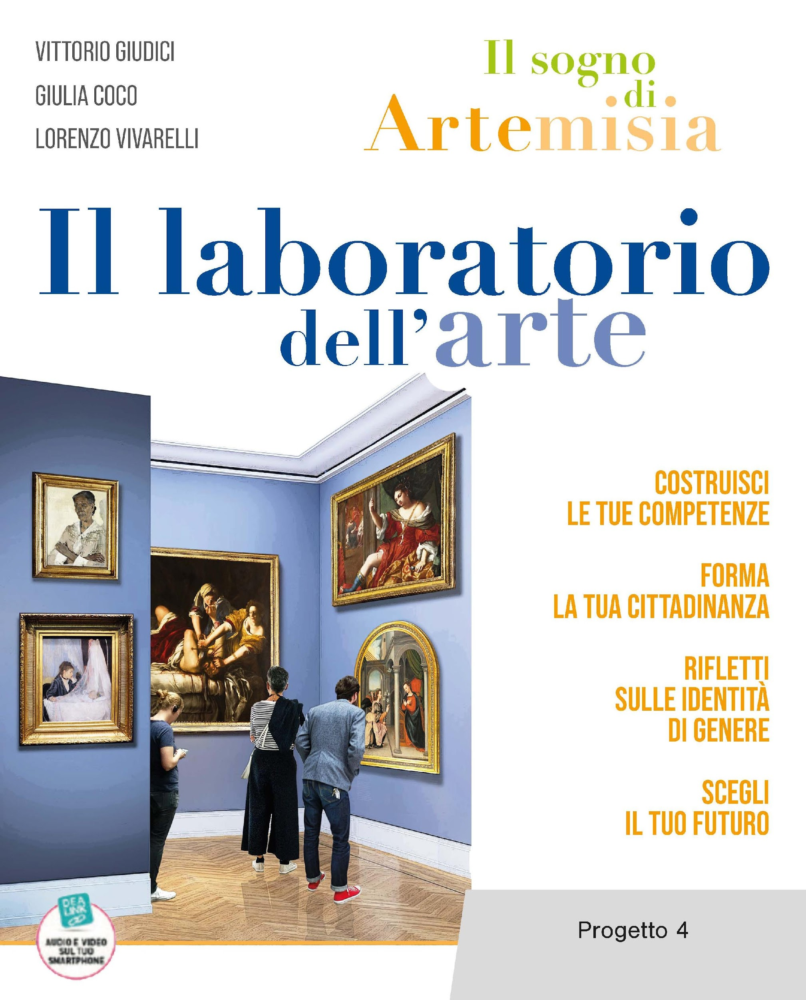 VITTORIO GIUDICI
GIULIA COCO
LORENZO VIVARELLI
Il sogno
di
Artemisia
Il laboratorio
dell’arte
COSTRUISCI
LE TUE COMPETENZE
FORMA
LA TUA CITTADINANZA
RIFLETTI
SULLE IDENTITÀ
DI GENERE
SCEGLI
IL TUO FUTURO
DEA
LINK
AUDIO E VIDEO
SUL TUO
SMARTPHONE
Progetto 4